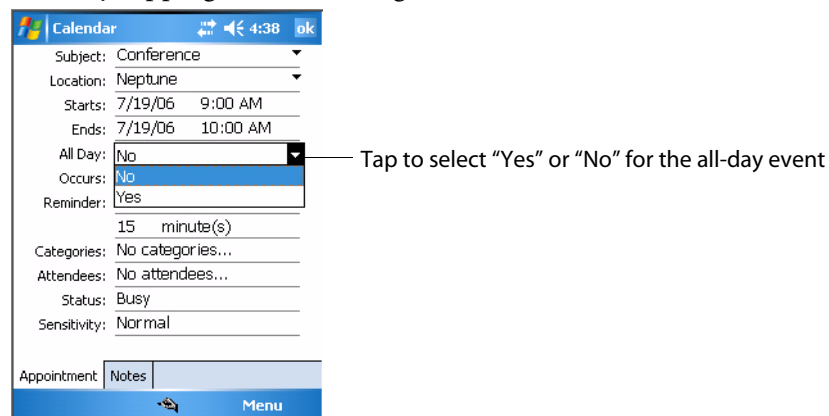 Calendar 4:38 ok
Subject: Conference
Location: Neptune
Starts: 7/19/06 9:00 AM
Ends: 7/19/06 10:00 AM
All Day: No
Tap to select “Yes” or “No” for the all-day event
Occurs: No
Reminder: Yes
15 minute(s)
Categories: No categories...
Attendees: No attendees...
Status: Busy
Sensitivity: Normal
Appointment Notes
Menu